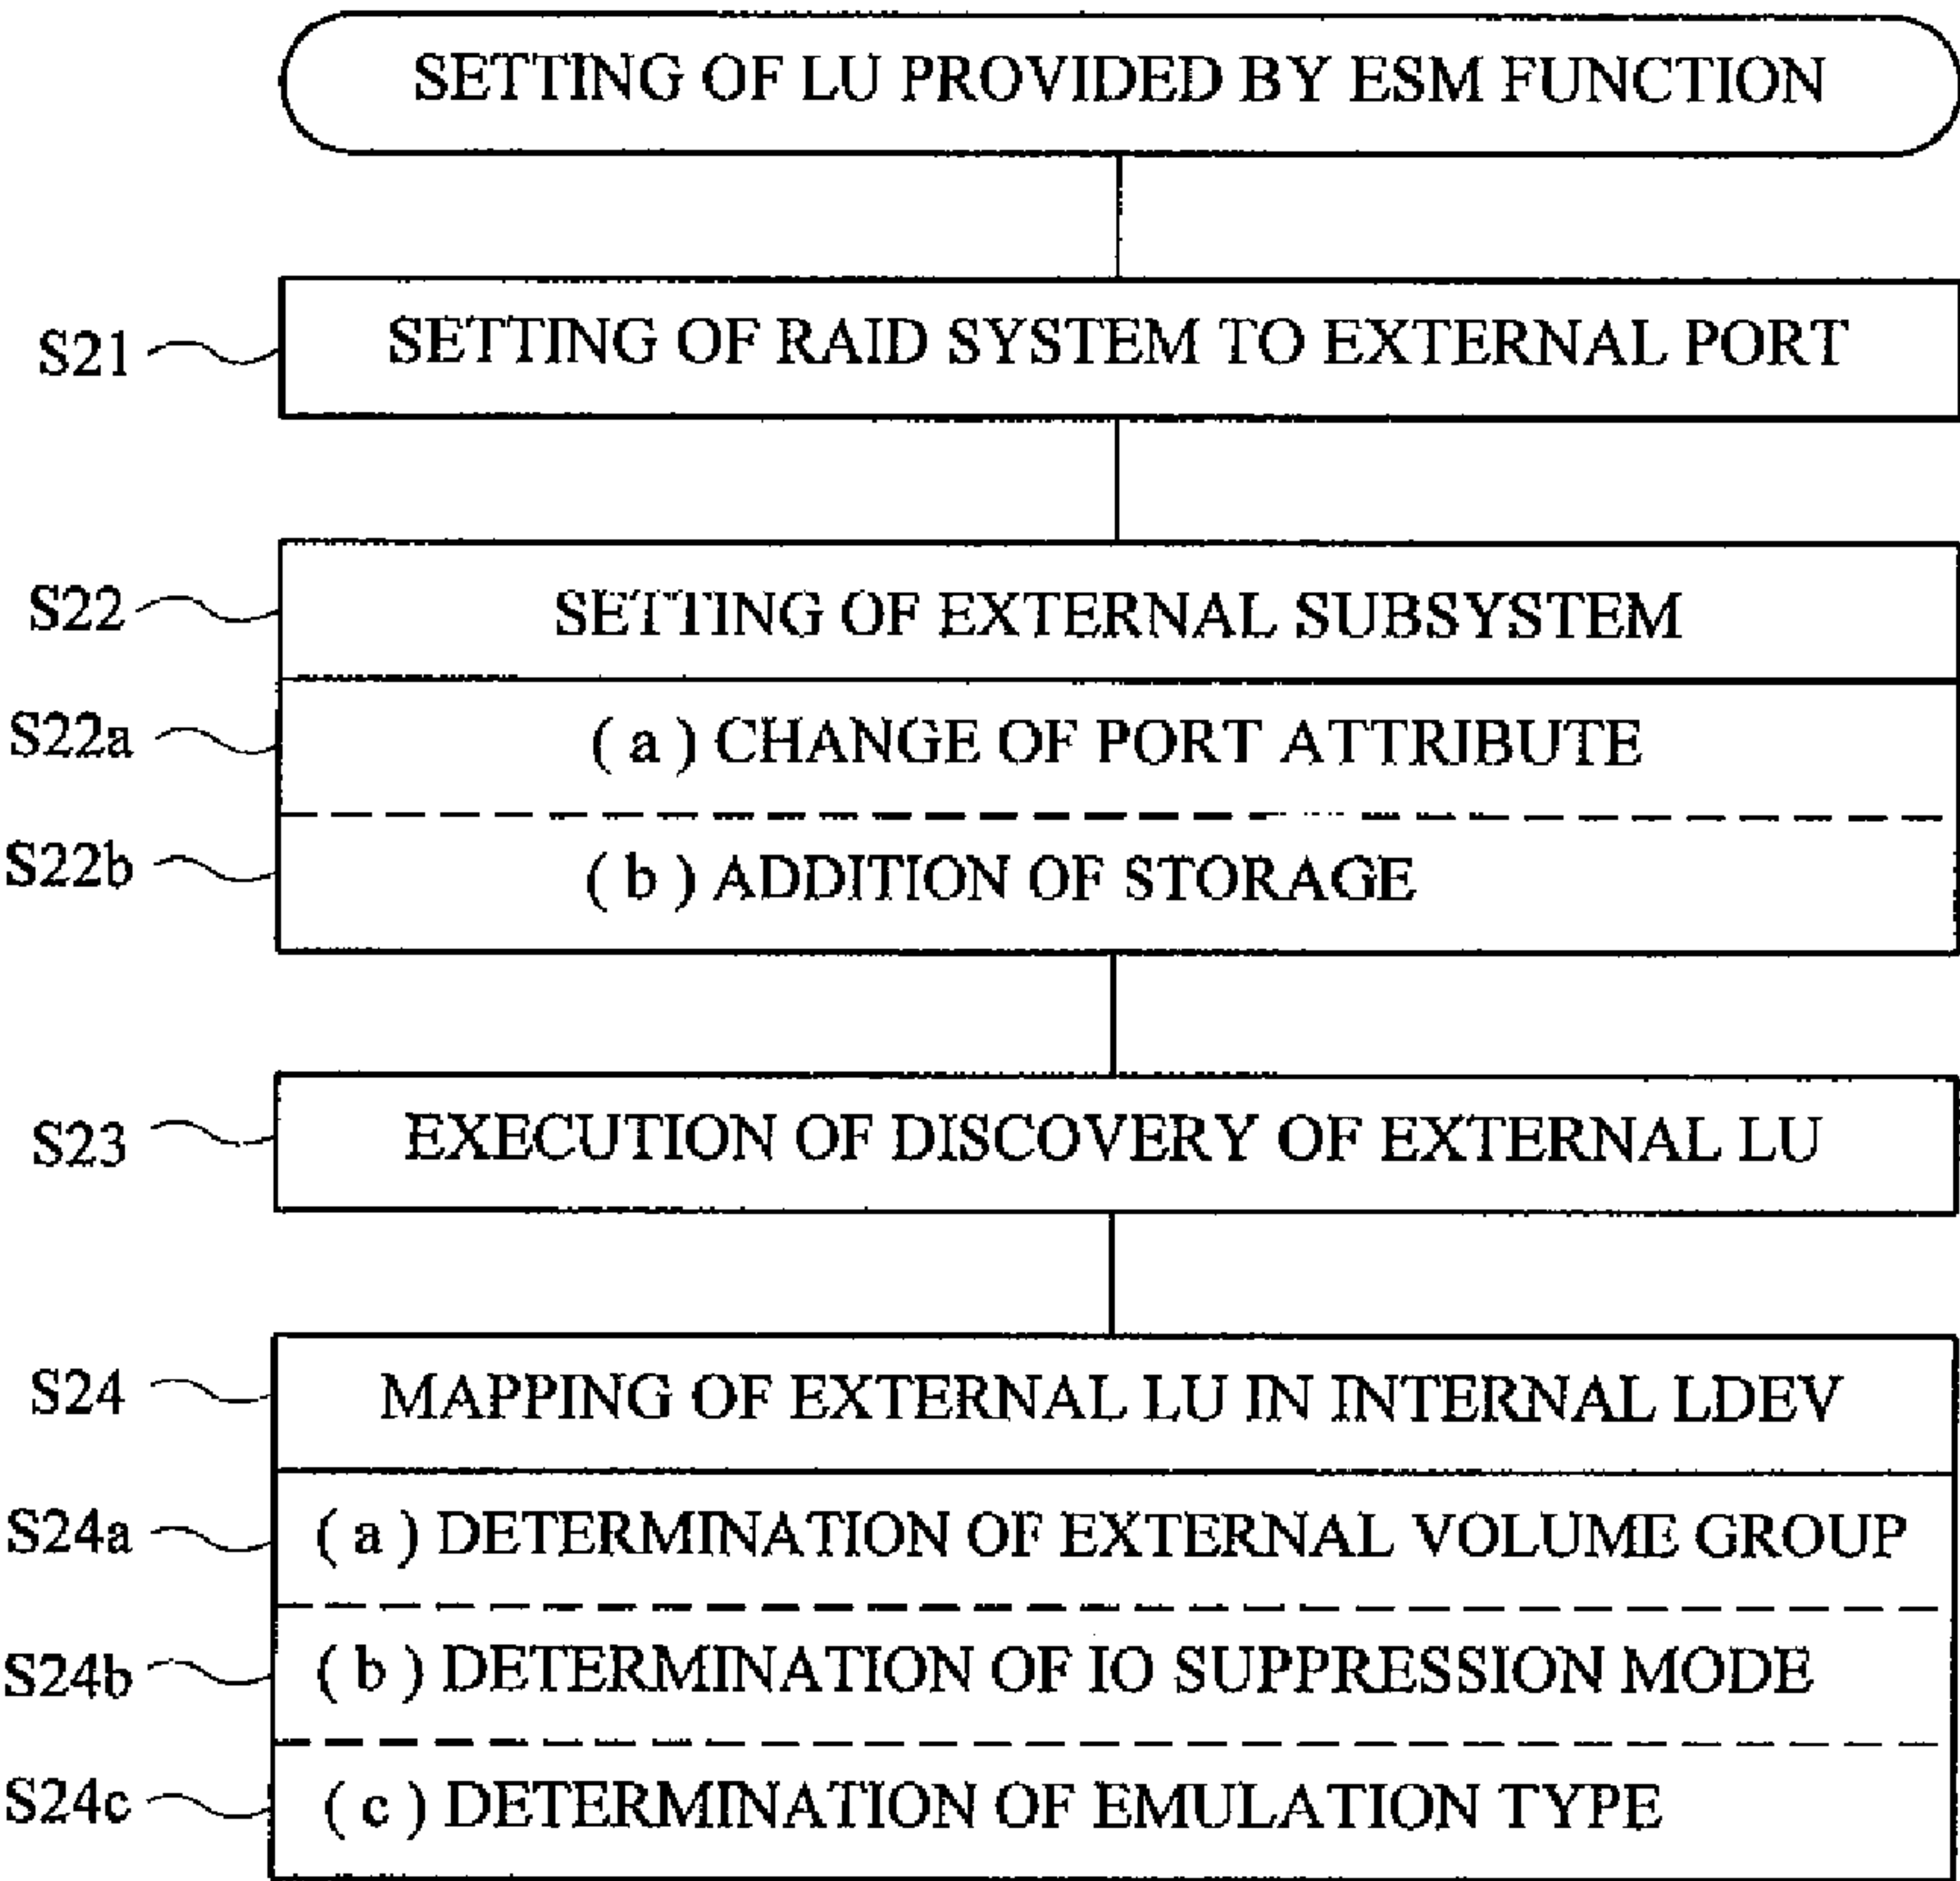 SETTING OF LU PROVIDED BY ESM FUNCTION
S21 SETTING OF RAID SYSTEM TO EXTERNAL PORT
S22 SETTING OF EXTERNAL SUBSYSTEM
S22a ( a ) CHANGE OF PORT ATTRIBUTE
S22b ( b ) ADDITION OF STORAGE
S23 EXECUTION OF DISCOVERY OF EXTERNAL LU
S24 MAPPING OF EXTERNAL LU IN INTERNAL LDEV
S24a ( a ) DETERMINATION OF EXTERNAL VOLUME GROUP
S24b ( b ) DETERMINATION OF IO SUPPRESSION MODE
S24c ( c ) DETERMINATION OF EMULATION TYPE